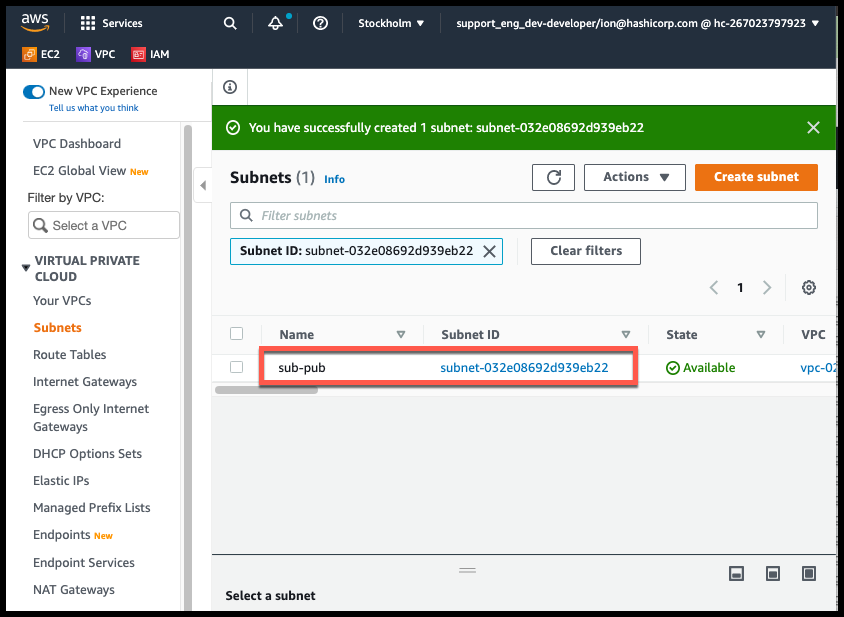 aws Services Stockholm ▼ support_eng_dev-developer/ion@hashicorp.com @ hc-267023797923 ▼
EC2 VPC IAM
New VPC Experience
Tell us what you think
VPC Dashboard
EC2 Global View New
Filter by VPC:
Select a VPC
VIRTUAL PRIVATE
CLOUD
Your VPCs
Subnets
Route Tables
Internet Gateways
Egress Only Internet
Gateways
DHCP Options Sets
Elastic IPs
Managed Prefix Lists
Endpoints New
Endpoint Services
NAT Gateways
You have successfully created 1 subnet: subnet-032e08692d939eb22
Subnets (1) Info
Actions ▼
Create subnet
Filter subnets
Subnet ID: subnet-032e08692d939eb22
Clear filters
1
Name Subnet ID State VPC
sub-pub subnet-032e08692d939eb22 Available vpc-02
Select a subnet